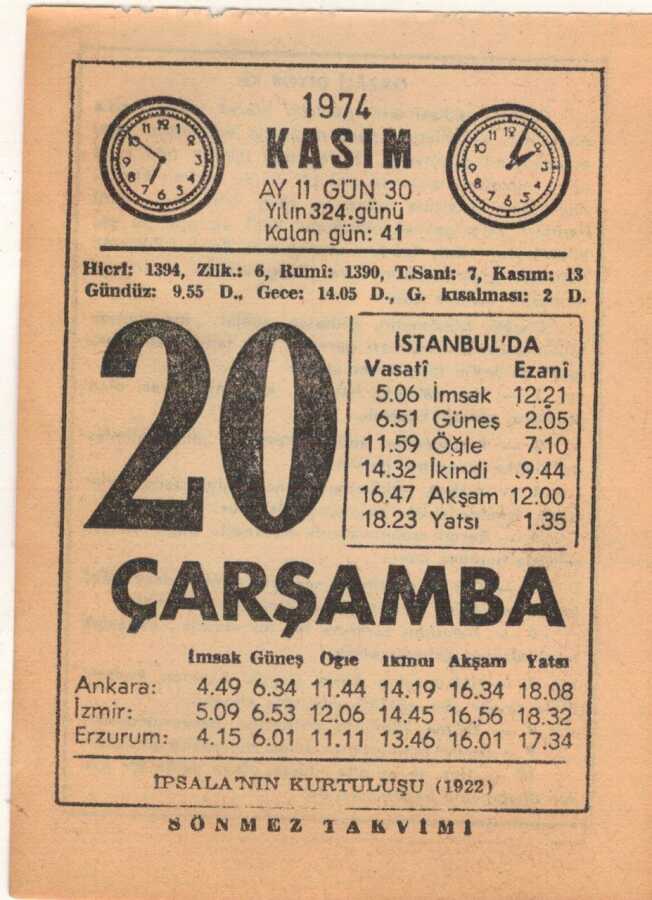 1974
KASIM
AY 11 GÜN 30
Yılın 324. günü
Kalan gün: 41
Hicrî: 1394, Zilk.: 6, Rumî: 1390, T.Sani: 7, Kasım: 13
Gündüz: 9.55 D., Gece: 14.05 D., G. kısalması: 2 D.
20
İSTANBUL'DA
Vasatî Ezanî
5.06 İmsak 12.21
6.51 Güneş 2.05
11.59 Öğle 7.10
14.32 İkindi 9.44
16.47 Akşam 12.00
18.23 Yatsı 1.35
ÇARŞAMBA
İmsak Güneş Öğle İkindi Akşam Yatsı
Ankara: 4.49 6.34 11.44 14.19 16.34 18.08
İzmir: 5.09 6.53 12.06 14.45 16.56 18.32
Erzurum: 4.15 6.01 11.11 13.46 16.01 17.34
İPSALA'NIN KURTULUŞU (1922)
SÖNMEZ TAKVİMİ